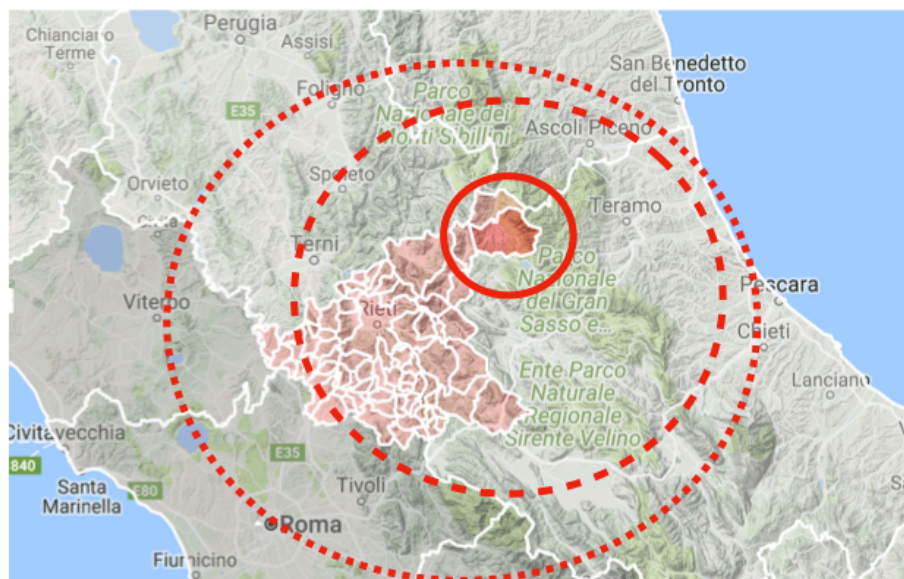 Chianciano
Terme
Perugia
Assisi
E35
Foligno
San Benedetto
del Tronto
Parco
Nazionale dei
Monti Sibillini
Ascoli Piceno
Orvieto
Spoleto
Civita
Teramo
Terni
Parco
Nazionale
del Gran
Sasso e...
Viterbo
Rieti
Pescara
Chieti
Ente Parco
Naturale
Regionale
Sirente Velino
Lanciano
Civitavecchia
E35
840
Santa
Marinella
E80
Tivoli
Roma
Fiumicino